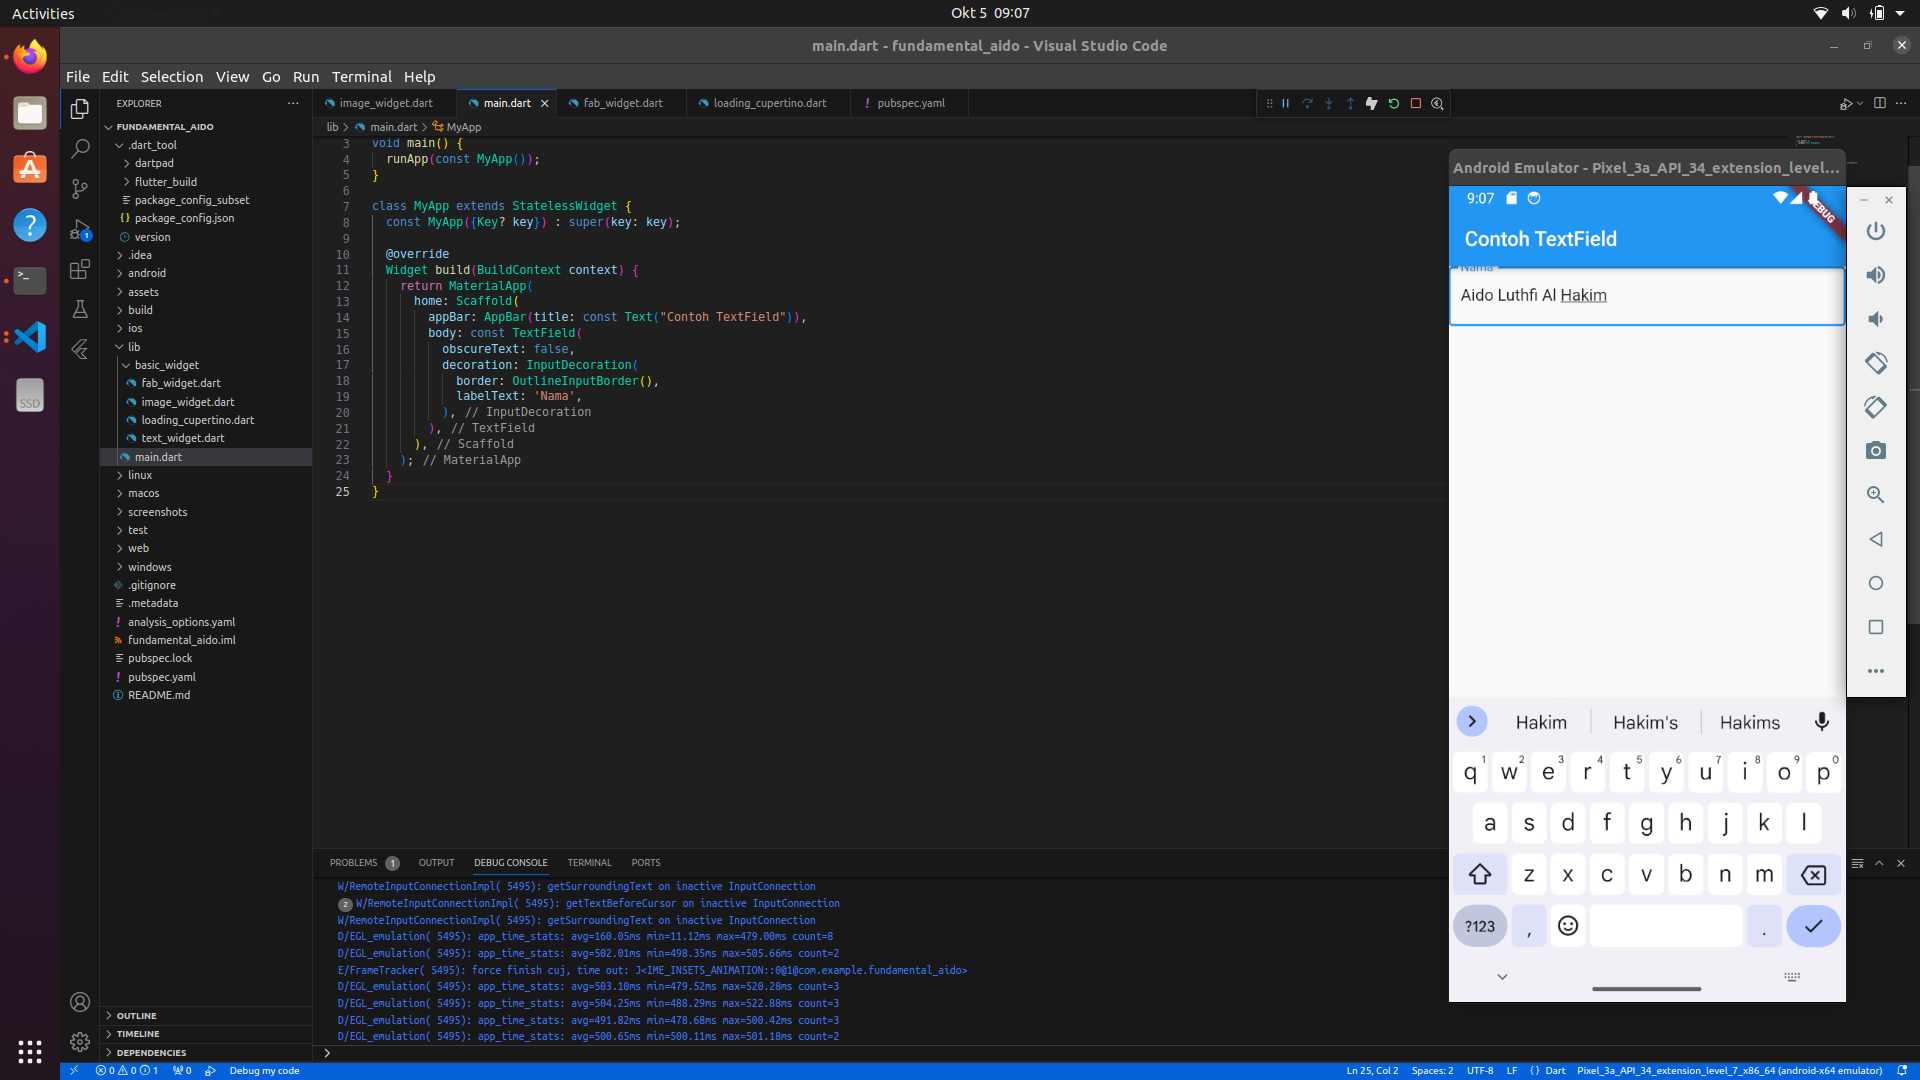 Activities
Okt 5 09:07
main.dart - fundamental_aido - Visual Studio Code
File Edit Selection View Go Run Terminal Help
EXPLORER
FUNDAMENTAL_AIDO
.dart_tool
dartpad
flutter_build
package_config_subset
package_config.json
version
.idea
android
assets
build
ios
lib
basic_widget
fab_widget.dart
image_widget.dart
loading_cupertino.dart
text_widget.dart
main.dart
linux
macos
screenshots
test
web
windows
.gitignore
.metadata
analysis_options.yaml
fundamental_aido.iml
pubspec.lock
pubspec.yaml
README.md
OUTLINE
TIMELINE
DEPENDENCIES
1
SSD
image_widget.dart main.dart fab_widget.dart loading_cupertino.dart pubspec.yaml
lib > main.dart > MyApp
3 void main() {
4 runApp(const MyApp());
5 }
6
7 class MyApp extends StatelessWidget {
8 const MyApp({Key? key}) : super(key: key);
9
10 @override
11 Widget build(BuildContext context) {
12 return MaterialApp(
13 home: Scaffold(
14 appBar: AppBar(title: const Text("Contoh TextField")),
15 body: const TextField(
16 obscureText: false,
17 decoration: InputDecoration(
18 border: OutlineInputBorder(),
19 labelText: 'Nama',
20 ), // InputDecoration
21 ), // TextField
22 ), // Scaffold
23 ); // MaterialApp
24 }
25 }
PROBLEMS 1 OUTPUT DEBUG CONSOLE TERMINAL PORTS
W/RemoteInputConnectionImpl( 5495): getSurroundingText on inactive InputConnection
2 W/RemoteInputConnectionImpl( 5495): getTextBeforeCursor on inactive InputConnection
W/RemoteInputConnectionImpl( 5495): getSurroundingText on inactive InputConnection
D/EGL_emulation( 5495): app_time_stats: avg=160.05ms min=11.12ms max=479.00ms count=8
D/EGL_emulation( 5495): app_time_stats: avg=502.01ms min=498.35ms max=505.66ms count=2
E/FrameTracker( 5495): force finish cuj, time out: J<IME_INSETS_ANIMATION::0@1@com.example.fundamental_aido>
D/EGL_emulation( 5495): app_time_stats: avg=503.10ms min=479.52ms max=520.28ms count=3
D/EGL_emulation( 5495): app_time_stats: avg=504.25ms min=488.29ms max=522.88ms count=3
D/EGL_emulation( 5495): app_time_stats: avg=491.82ms min=478.68ms max=500.42ms count=3
D/EGL_emulation( 5495): app_time_stats: avg=500.65ms min=500.11ms max=501.18ms count=2
Android Emulator - Pixel_3a_API_34_extension_level...
9:07
DEBUG
Contoh TextField
Nama
Aido Luthfi Al Hakim
Hakim Hakim's Hakims
q1 w2 e3 r4 t5 y6 u7 i8 o9 p0
a s d f g h j k l
z x c v b n m
?123 , .
0 0 1 0 Debug my code
Ln 25, Col 2 Spaces: 2 UTF-8 LF {} Dart Pixel_3a_API_34_extension_level_7_x86_64 (android-x64 emulator)